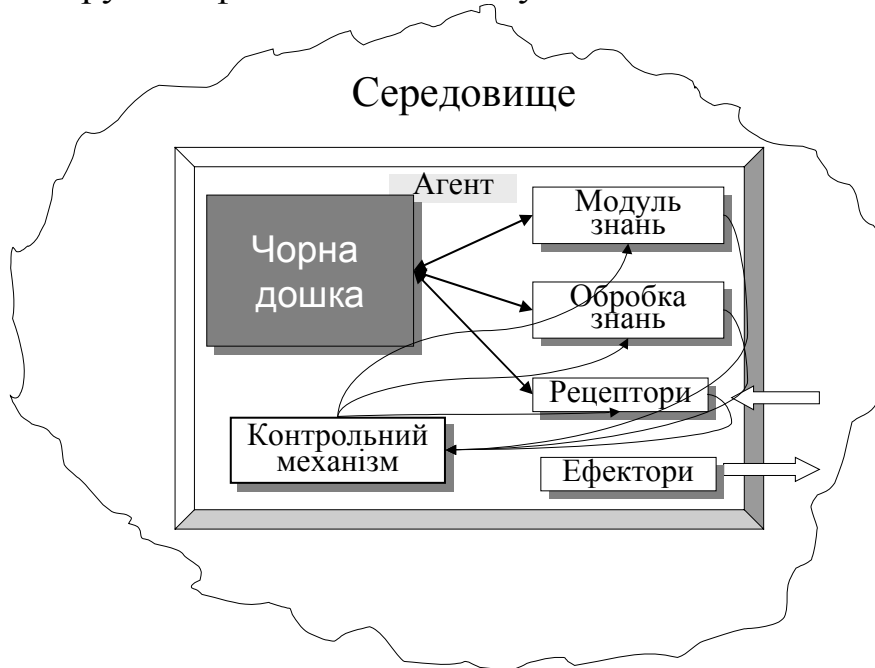 Середовище
Агент
Чорна
дошка
Модуль
знань
Обробка
знань
Рецептори
Контрольний
механізм
Ефектори